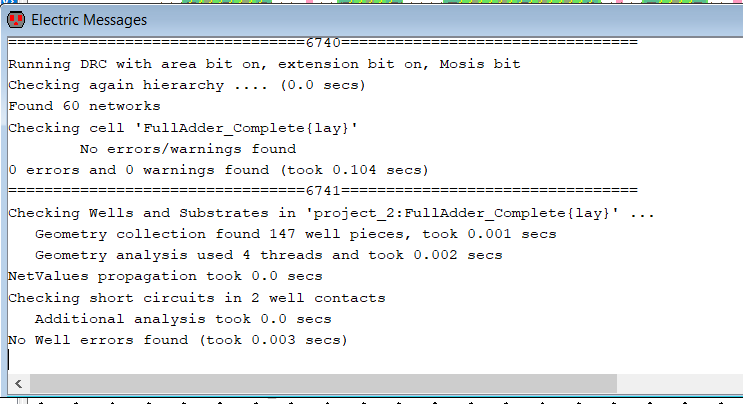 Electric Messages
=================================6740=================================
Running DRC with area bit on, extension bit on, Mosis bit
Checking again hierarchy .... (0.0 secs)
Found 60 networks
Checking cell 'FullAdder_Complete{lay}'
No errors/warnings found
0 errors and 0 warnings found (took 0.104 secs)
=================================6741=================================
Checking Wells and Substrates in 'project_2:FullAdder_Complete{lay}' ...
Geometry collection found 147 well pieces, took 0.001 secs
Geometry analysis used 4 threads and took 0.002 secs
NetValues propagation took 0.0 secs
Checking short circuits in 2 well contacts
Additional analysis took 0.0 secs
No Well errors found (took 0.003 secs)